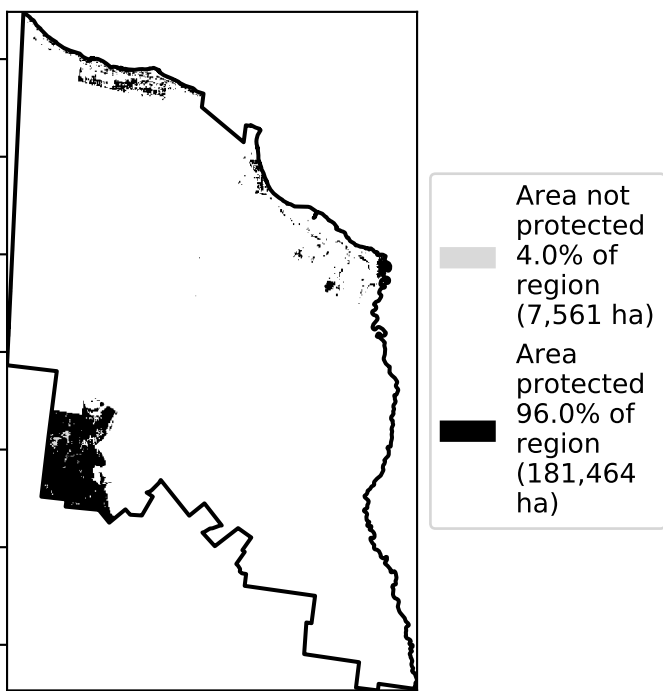 Area not
protected
4.0% of
region
(7,561 ha)
Area
protected
96.0% of
region
(181,464
ha)